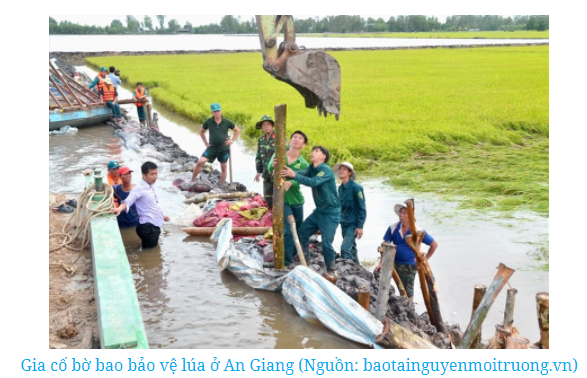 Gia cố bờ bao bảo vệ lúa ở An Giang (Nguồn: baotainguyenmoitruong.vn)